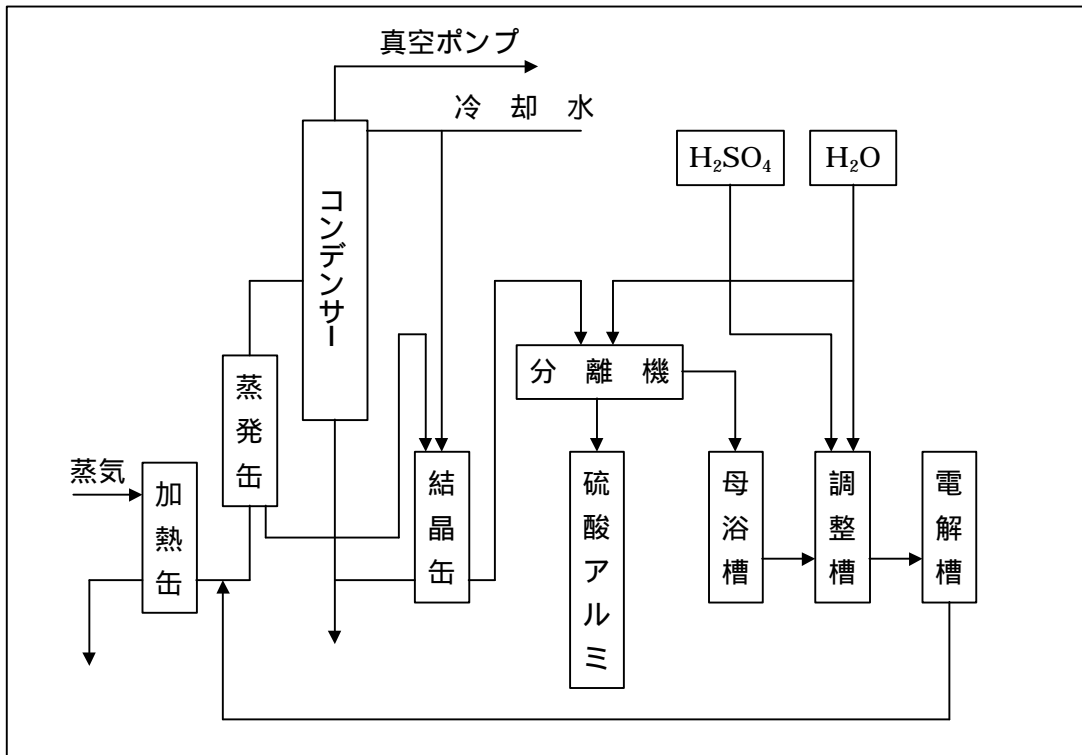 真空ポンプ
冷却水
H₂SO₄
H₂O
コンデンサー
分離機
蒸発缶
蒸気
加熱缶
結晶缶
硫酸アルミ
母浴槽
調整槽
電解槽